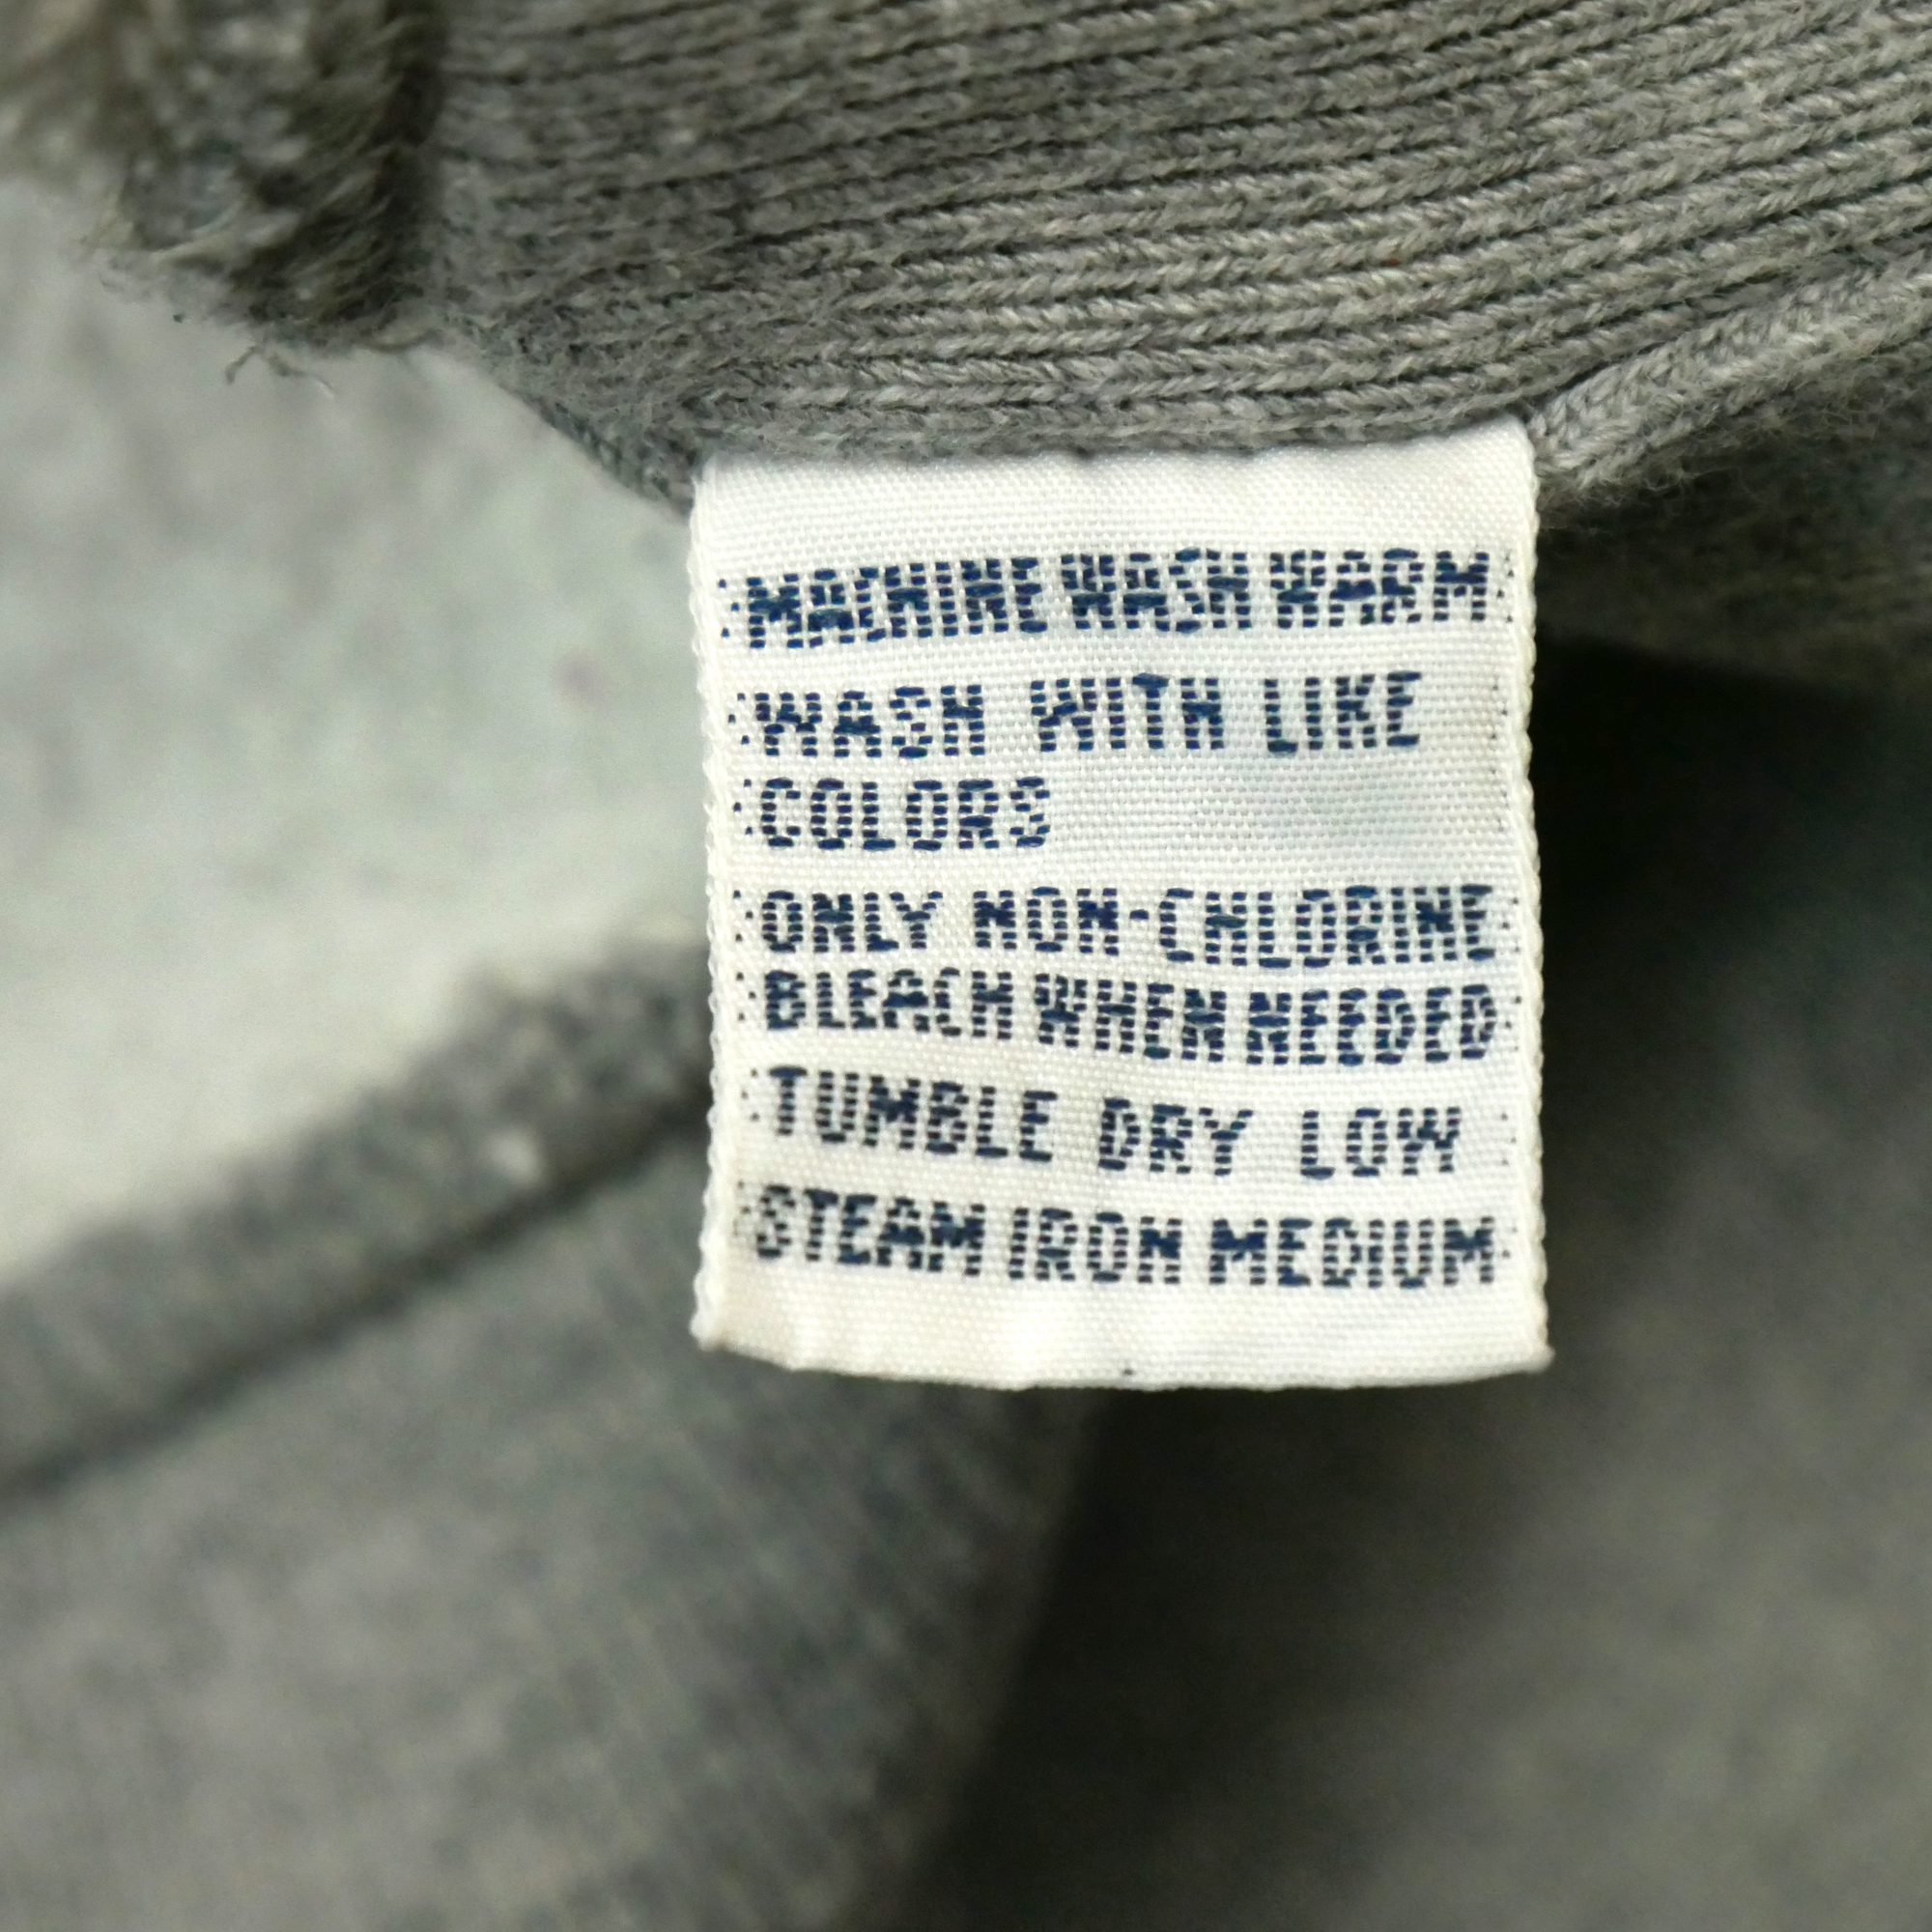 MACHINE WASH WARM
WASH WITH LIKE
COLORS
ONLY NON-CHLORINE
BLEACH WHEN NEEDED
TUMBLE DRY LOW
STEAM IRON MEDIUM